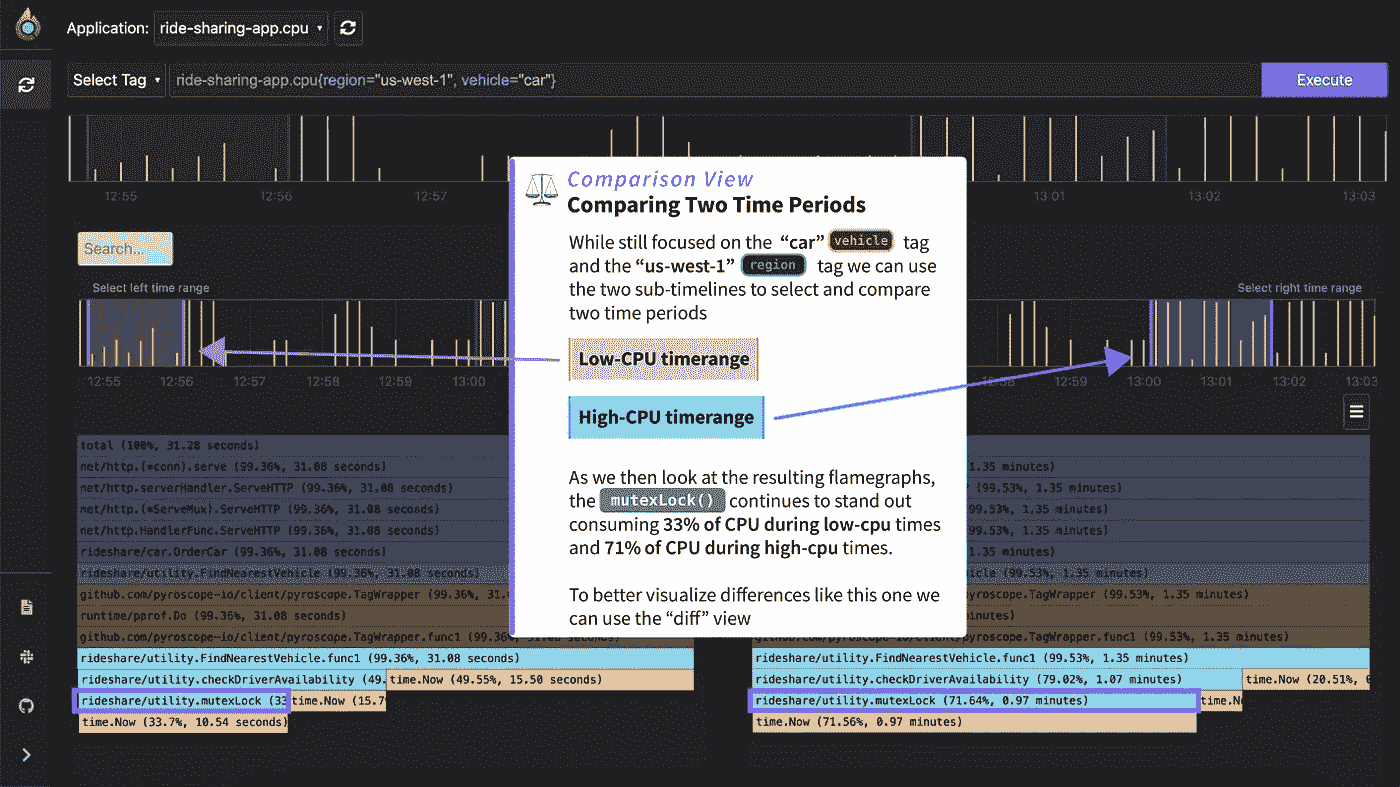 Application: ride-sharing-app.cpu
Select Tag ride-sharing-app.cpu{region="us-west-1", vehicle="car"} Execute
12:55 12:56 12:57 13:01 13:02 13:03
Comparison View
Comparing Two Time Periods
While still focused on the “car” vehicle tag
and the “us-west-1” region tag we can use
the two sub-timelines to select and compare
two time periods
Low-CPU timerange
High-CPU timerange
As we then look at the resulting flamegraphs,
the mutexLock() continues to stand out
consuming 33% of CPU during low-cpu times
and 71% of CPU during high-cpu times.
To better visualize differences like this one we
can use the “diff” view
Search...
Select left time range
12:55 12:56 12:57 12:58 12:59 13:00
Select right time range
12:58 12:59 13:00 13:01 13:02 13:03
total (100%, 31.28 seconds)
net/http.(*conn).serve (99.36%, 31.08 seconds)
net/http.serverHandler.ServeHTTP (99.36%, 31.08 seconds)
net/http.(*ServeMux).ServeHTTP (99.36%, 31.08 seconds)
net/http.HandlerFunc.ServeHTTP (99.36%, 31.08 seconds)
rideshare/car.OrderCar (99.36%, 31.08 seconds)
rideshare/utility.FindNearestVehicle (99.36%, 31.08 seconds)
github.com/pyroscope-io/client/pyroscope.TagWrapper (99.36%, 31.
runtime/pprof.Do (99.36%, 31.08 seconds)
github.com/pyroscope-io/client/pyroscope.TagWrapper.func1 (99.36%, 31.08 seconds)
rideshare/utility.FindNearestVehicle.func1 (99.36%, 31.08 seconds)
rideshare/utility.checkDriverAvailability (49. time.Now (49.55%, 15.50 seconds)
rideshare/utility.mutexLock (33 time.Now (15.7
time.Now (33.7%, 10.54 seconds)
1.35 minutes)
(99.53%, 1.35 minutes)
99.53%, 1.35 minutes)
99.53%, 1.35 minutes)
1.35 minutes)
icle (99.53%, 1.35 minutes)
pyroscope.TagWrapper (99.53%, 1.35 minutes)
minutes)
pyroscope.TagWrapper.func1 (99.53%, 1.35 minutes)
rideshare/utility.FindNearestVehicle.func1 (99.53%, 1.35 minutes)
rideshare/utility.checkDriverAvailability (79.02%, 1.07 minutes) time.Now (20.51%,
rideshare/utility.mutexLock (71.64%, 0.97 minutes) time.N
time.Now (71.56%, 0.97 minutes)